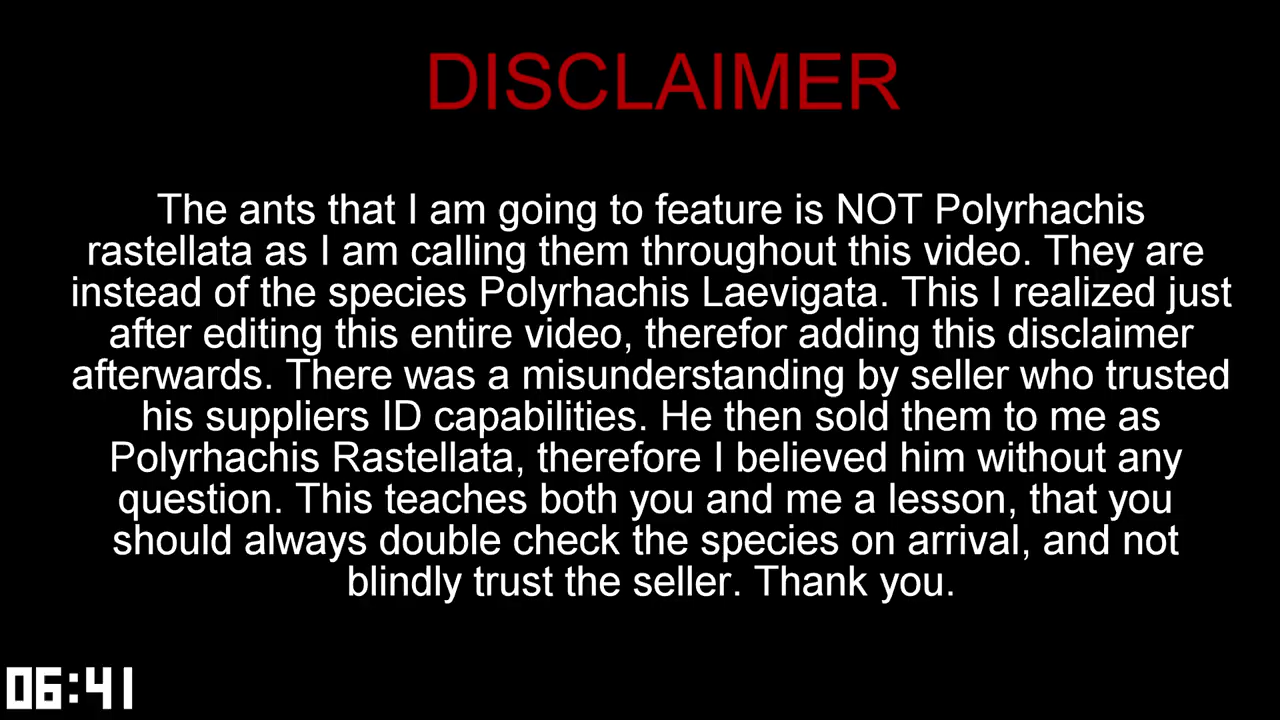 DISCLAIMER
The ants that I am going to feature is NOT Polyrhachis
rastellata as I am calling them throughout this video. They are
instead of the species Polyrhachis Laevigata. This I realized just
after editing this entire video, therefor adding this disclaimer
afterwards. There was a misunderstanding by seller who trusted
his suppliers ID capabilities. He then sold them to me as
Polyrhachis Rastellata, therefore I believed him without any
question. This teaches both you and me a lesson, that you
should always double check the species on arrival, and not
blindly trust the seller. Thank you.
06:41